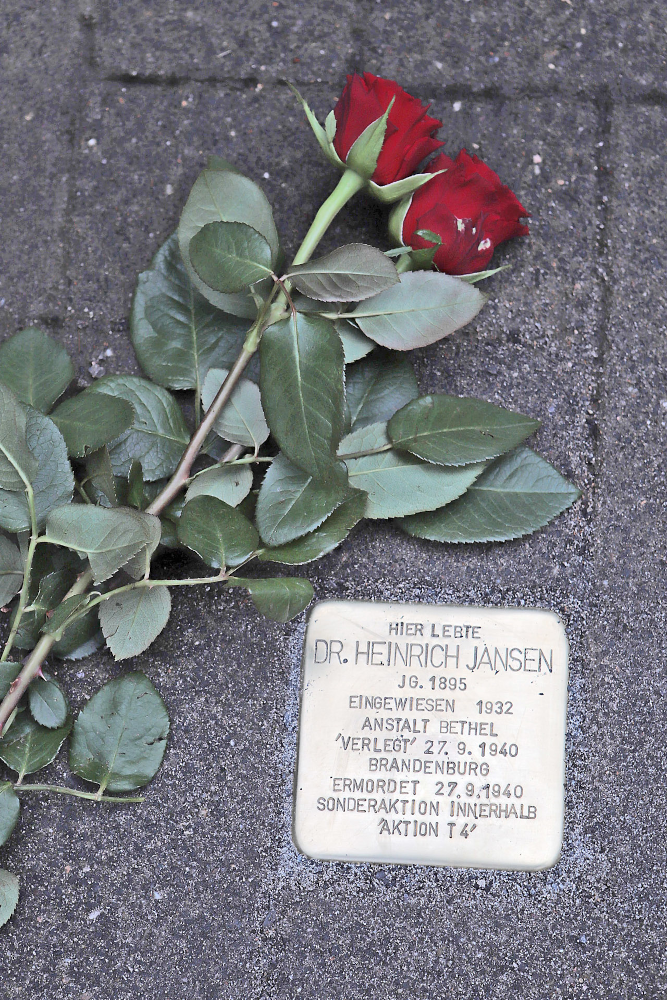 HIER LEBTE
DR. HEINRICH JANSEN
JG. 1895
EINGEWIESEN 1932
ANSTALT BETHEL
'VERLEGT' 27.9.1940
BRANDENBURG
ERMORDET 27.9.1940
SONDERAKTION INNERHALB
'AKTION T4'